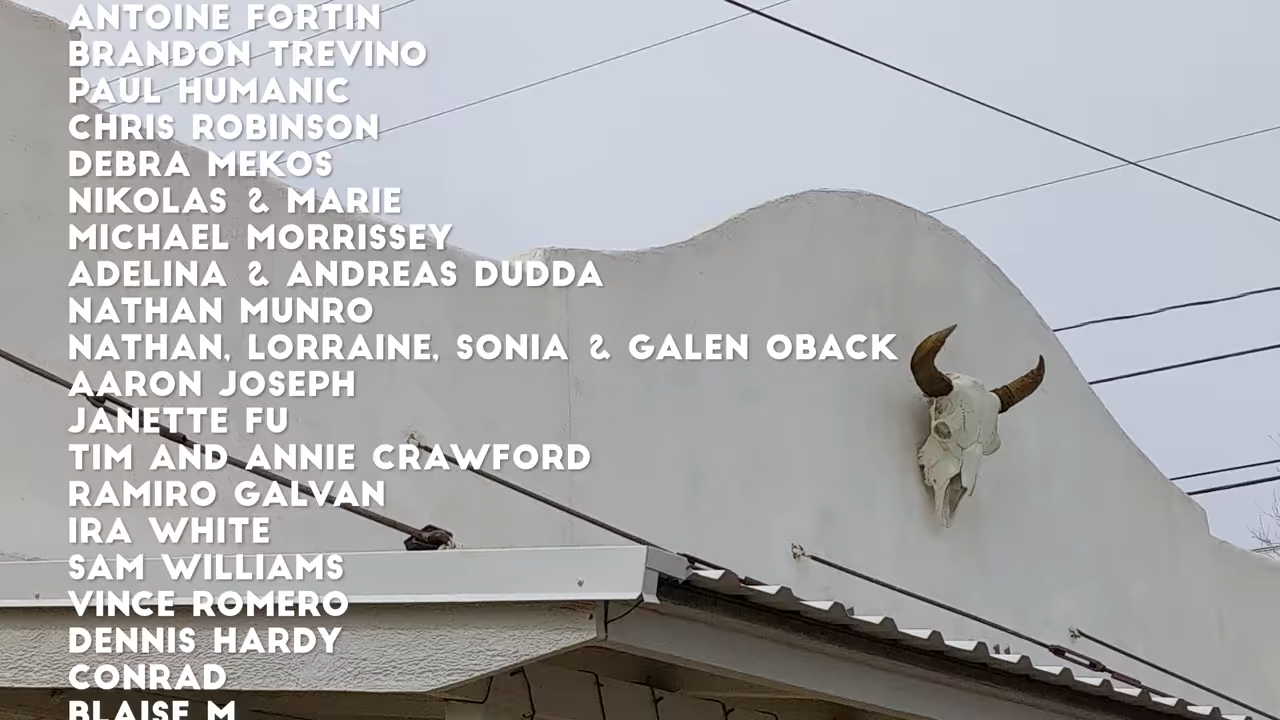 ANTOINE FORTIN
BRANDON TREVINO
PAUL HUMANIC
CHRIS ROBINSON
DEBRA MEKOS
NIKOLAS & MARIE
MICHAEL MORRISSEY
ADELINA & ANDREAS DUDDA
NATHAN MUNRO
NATHAN, LORRAINE, SONIA & GALEN OBACK
AARON JOSEPH
JANETTE FU
TIM AND ANNIE CRAWFORD
RAMIRO GALVAN
IRA WHITE
SAM WILLIAMS
VINCE ROMERO
DENNIS HARDY
CONRAD
BLAISE M